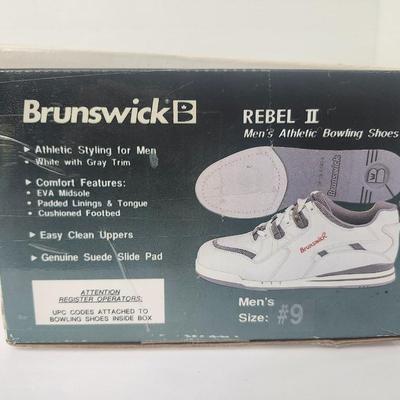 Brunswick B
REBEL II
Men's Athletic Bowling Shoes
▸ Athletic Styling for Men
• White with Gray Trim
▸ Comfort Features:
• EVA Midsole
• Padded Linings & Tongue
• Cushioned Footbed
▸ Easy Clean Uppers
▸ Genuine Suede Slide Pad
ATTENTION
REGISTER OPERATORS:
UPC CODES ATTACHED TO
BOWLING SHOES INSIDE BOX
Brunswick
Brunswick
Men's
Size: #9